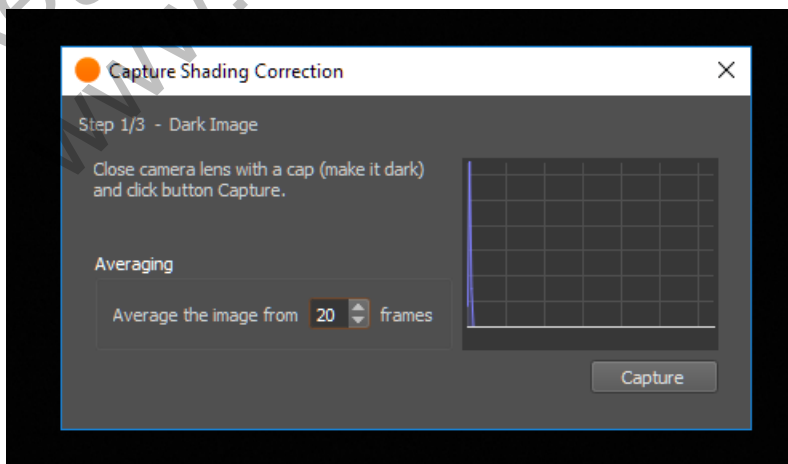 Capture Shading Correction
Step 1/3 - Dark Image
Close camera lens with a cap (make it dark)
and click button Capture.
Averaging
Average the image from 20 frames
Capture
www.